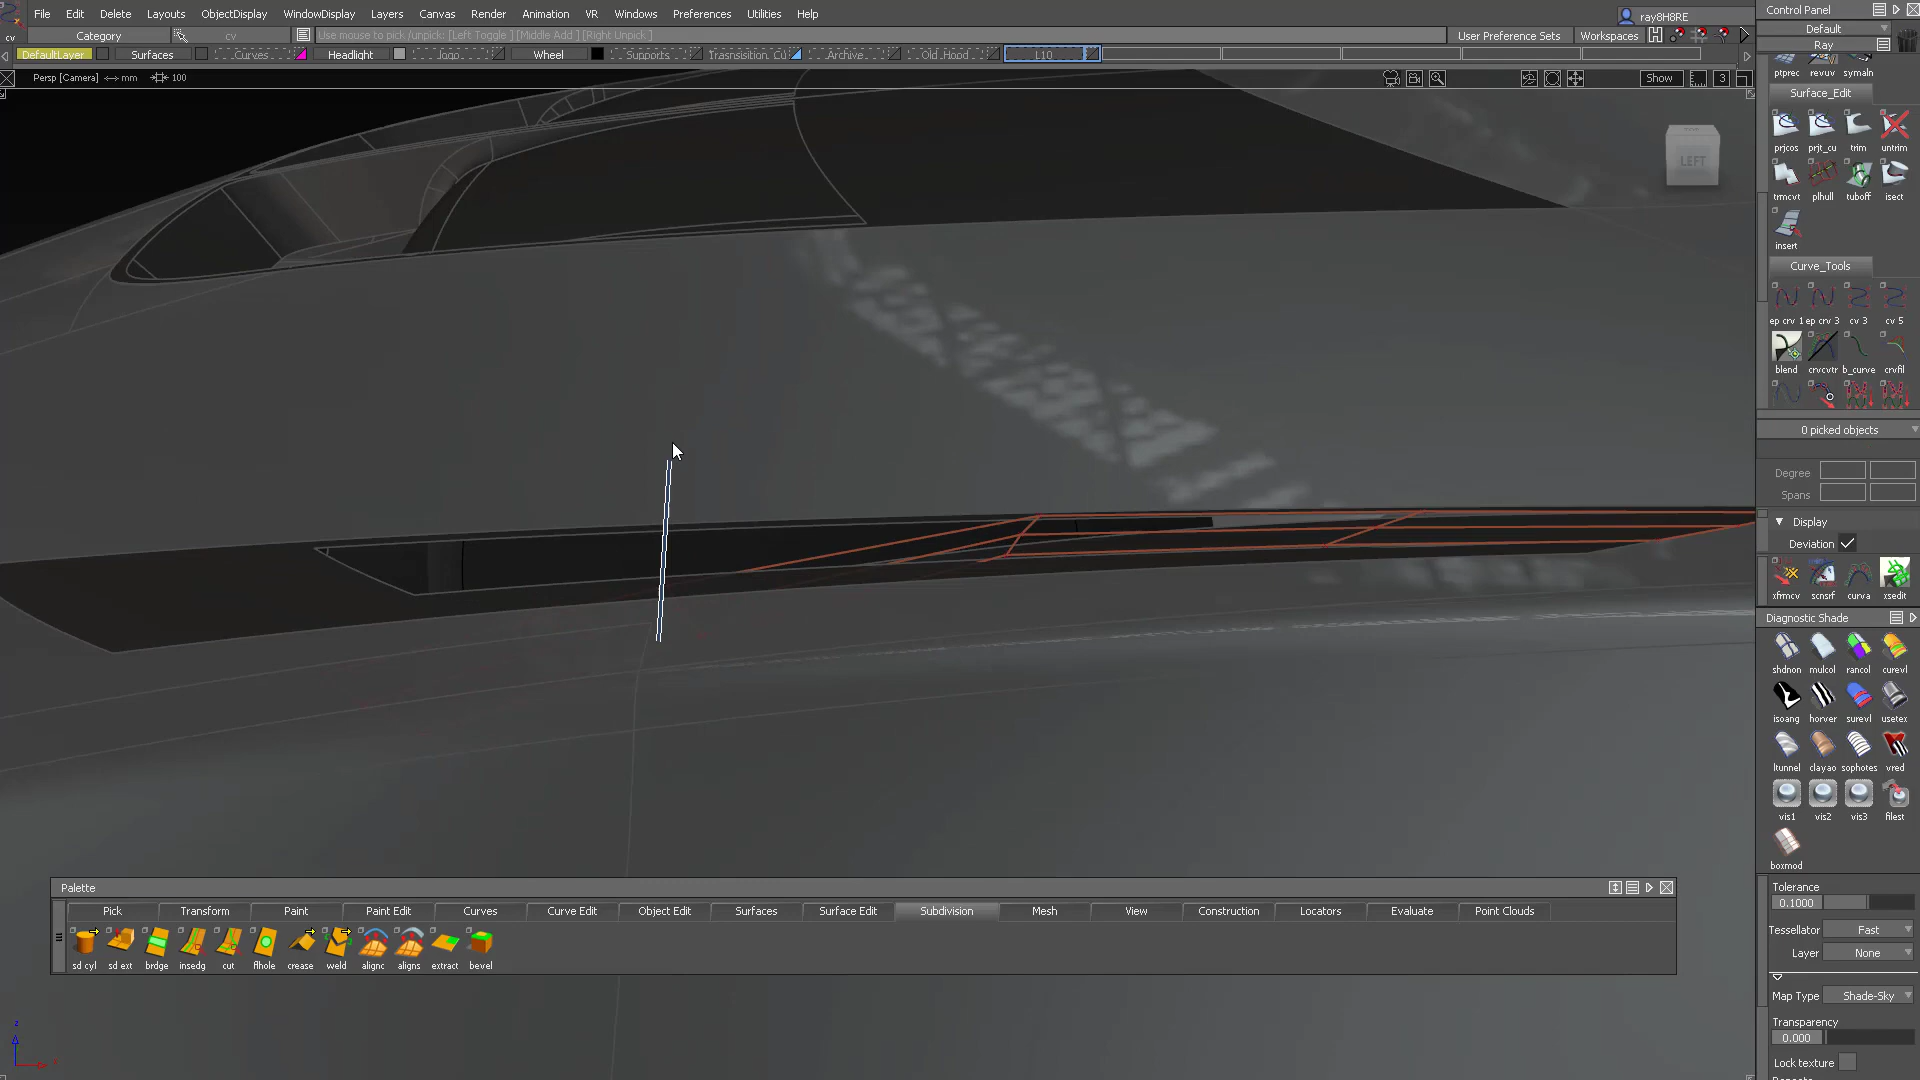 File Edit Delete Layouts ObjectDisplay WindowDisplay Layers Canvas Render Animation VR Windows Preferences Utilities Help
ray8H8RE
cv Category cv Use mouse to pick /unpick: [Left Toggle ] [Middle Add ] [Right Unpick ] User Preference Sets Workspaces
DefaultLayer Surfaces Curves Headlight Wheel Supports Archive Old_Hood L10
Persp [Camera] mm 100 Show 3
LEFT
Control Panel
Default
Ray
ptprec revuv symaln
Surface_Edit
prjcos prjt_cu trim untrim
trmcvt plhull tuboff isect
insert
Curve_Tools
ep crv 1 ep crv 3 cv 3 cv 5
blend crvcvtr b_curve crvfil
0 picked objects
Degree
Spans
Display
Deviation
xfrmcv scnsrf curva xsedit
Diagnostic Shade
shdnon mulcol rancol curevl
isoang horver surevl usetex
ltunnel clayao sophotes vred
vis1 vis2 vis3 filest
boxmod
Tolerance
0.1000
Tessellator Fast
Layer None
Map Type Shade-Sky
Transparency
0.000
Lock texture
Palette
Pick Transform Paint Paint Edit Curves Curve Edit Object Edit Surfaces Surface Edit Subdivision Mesh View Construction Locators Evaluate Point Clouds
sd cyl sd ext brdge insedg cut flhole crease weld alignc aligns extract bevel
z